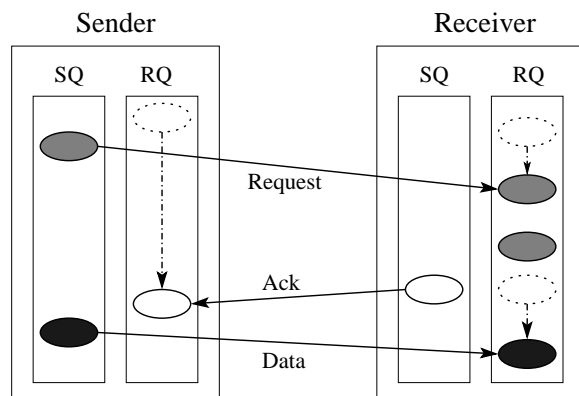 Sender Receiver
SQ RQ SQ RQ
Request
Ack
Data